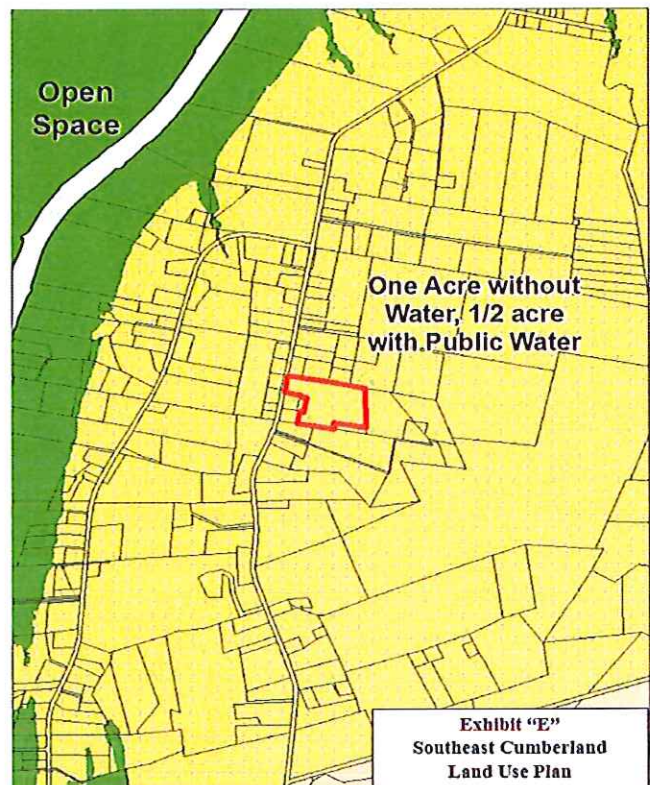 Open
Space
One Acre without
Water, 1/2 acre
with Public Water
Exhibit “E”
Southeast Cumberland
Land Use Plan